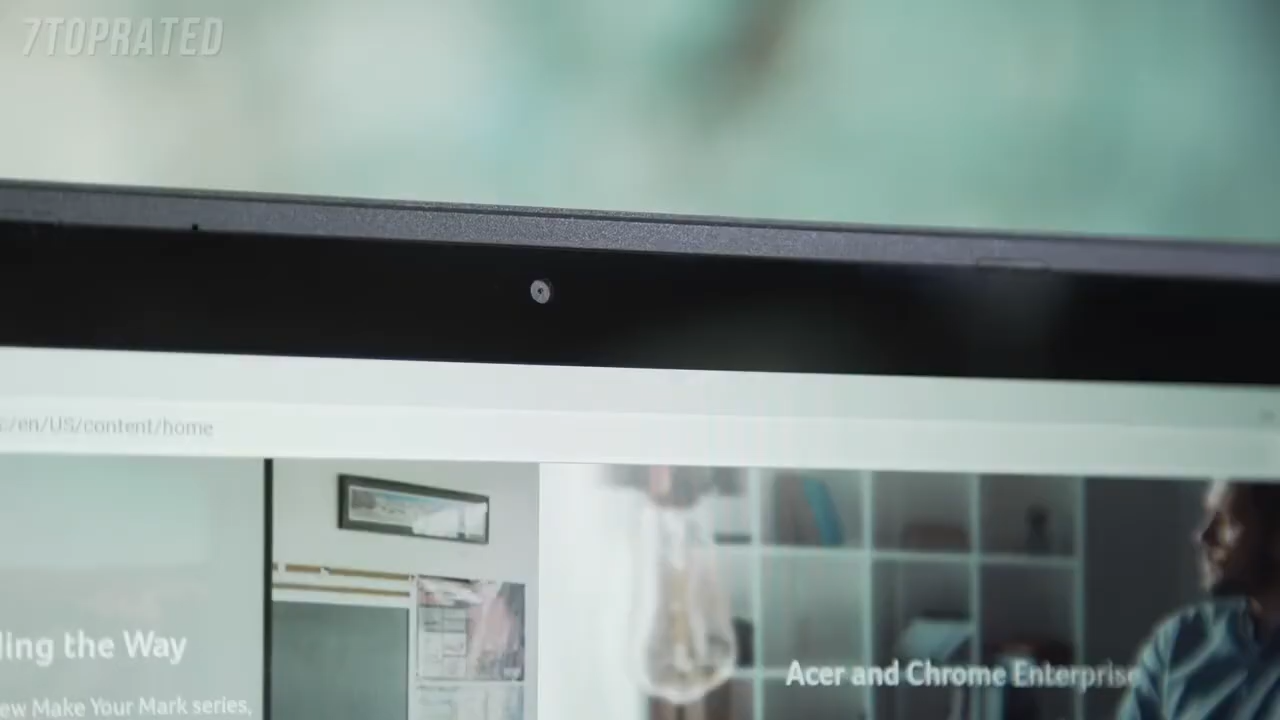 7TOPRATED
/en/US/content/home
ling the Way
ew Make Your Mark series,
Acer and Chrome Enterprise